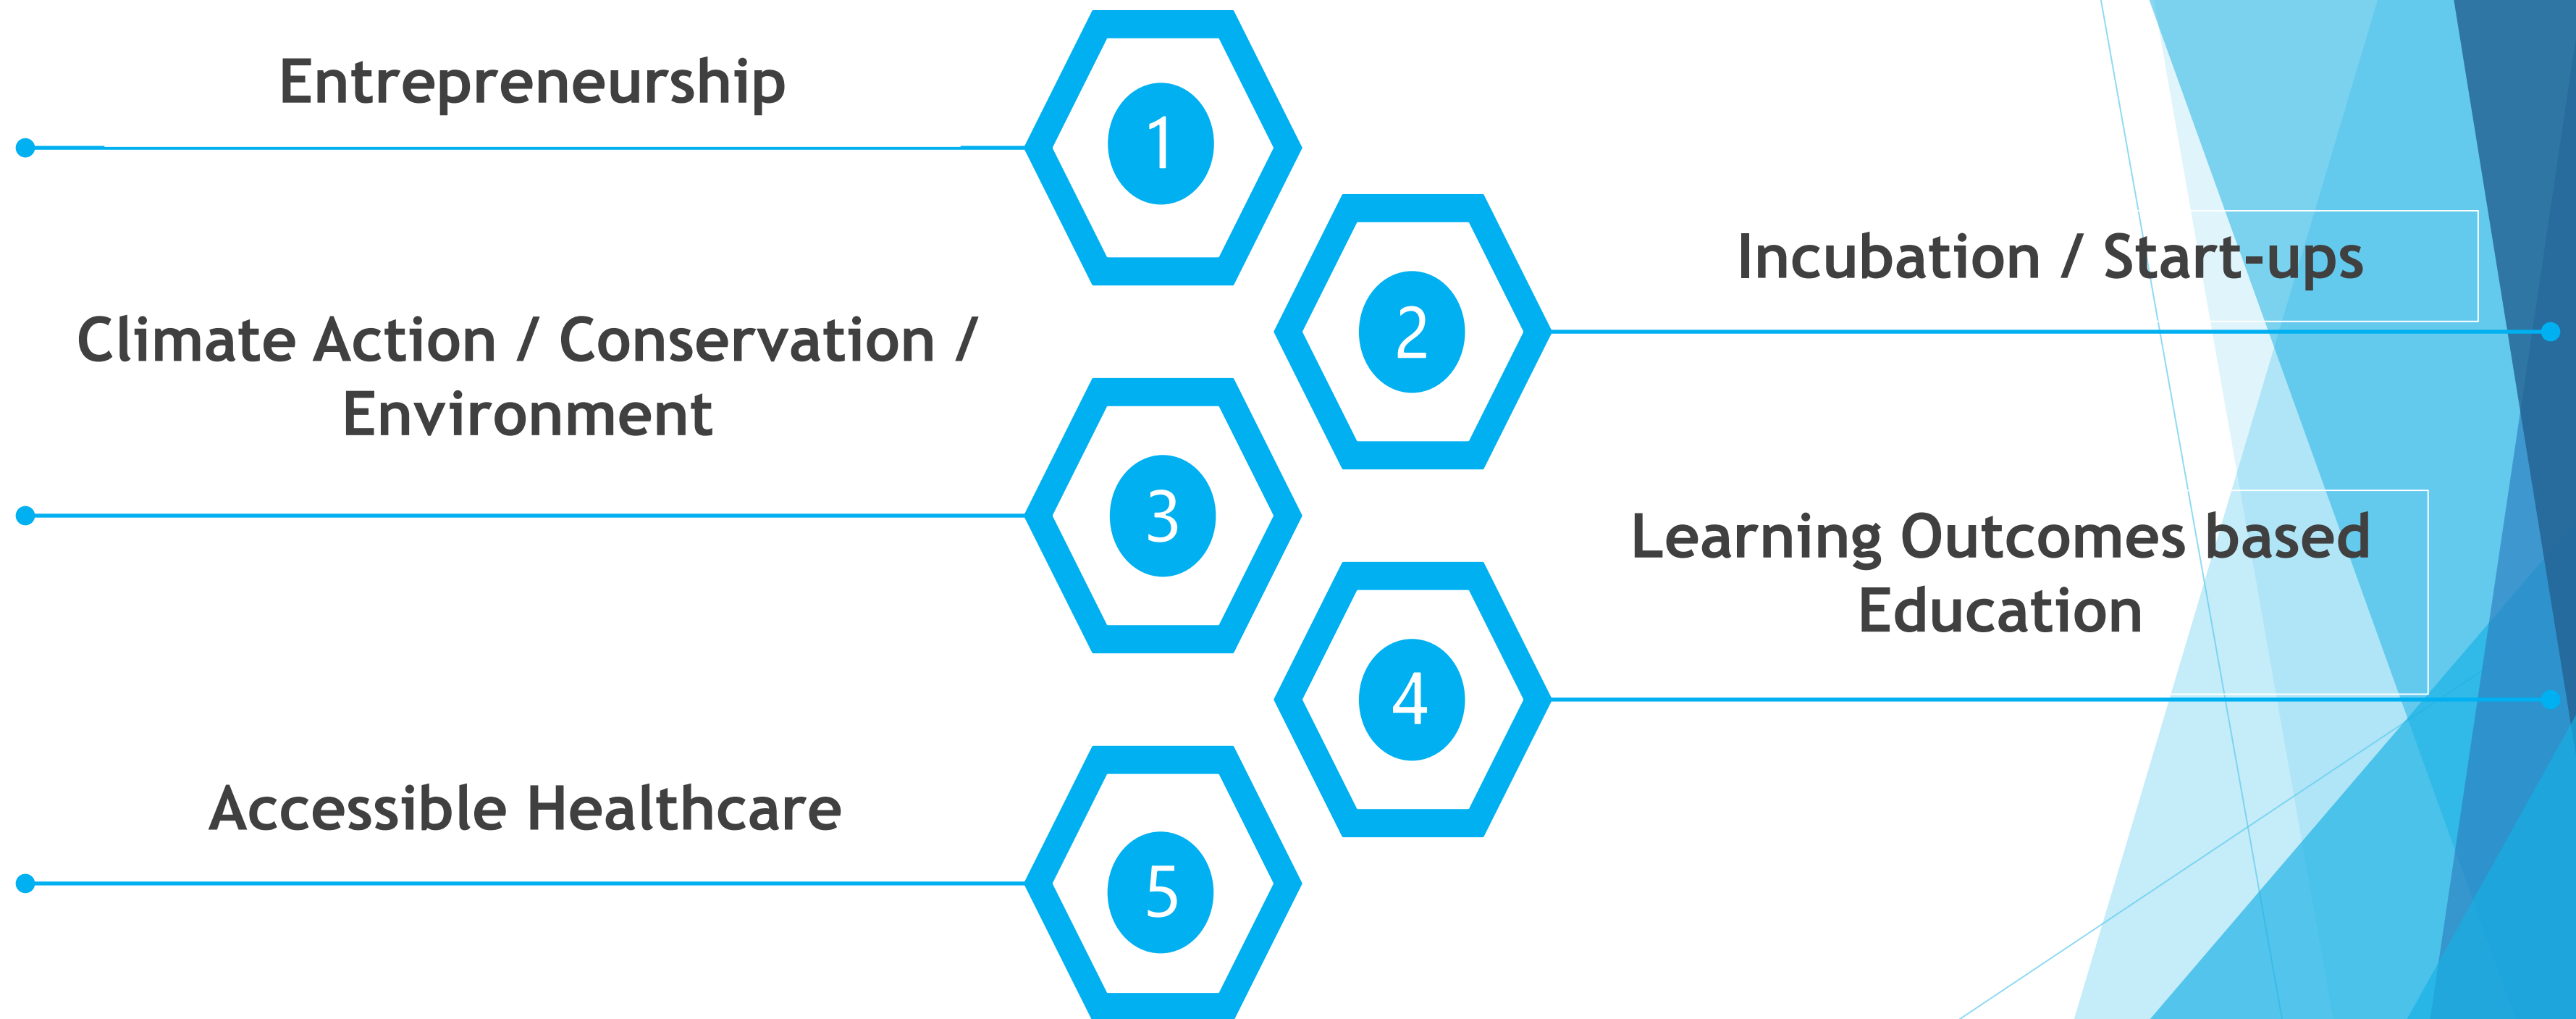 Entrepreneurship
1
Incubation / Start-ups
2
Climate Action / Conservation /
Environment
3
Learning Outcomes based
Education
4
Accessible Healthcare
5